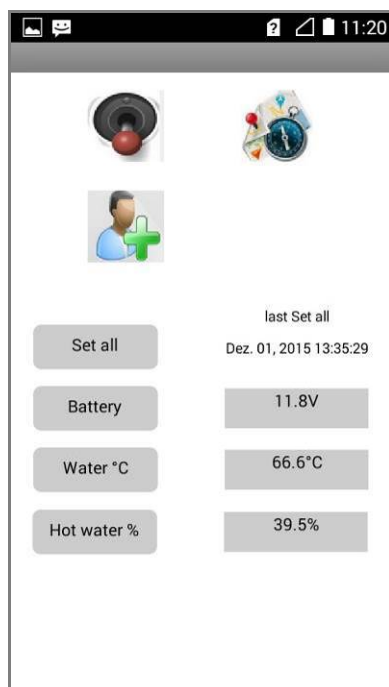 11:20
last Set all
Set all
Dez. 01, 2015 13:35:29
Battery
11.8V
Water °C
66.6°C
Hot water %
39.5%